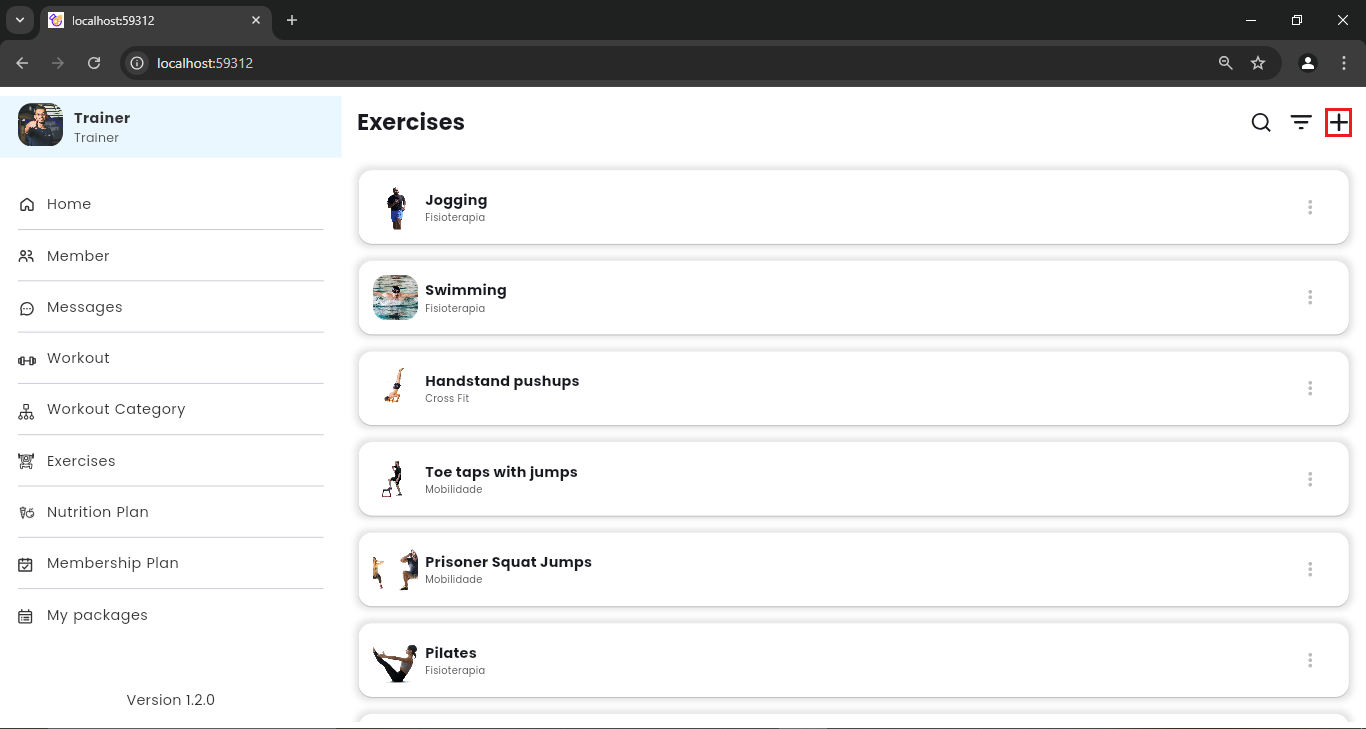 localhost:59312
localhost:59312
Trainer
Trainer
Home
Member
Messages
Workout
Workout Category
Exercises
Nutrition Plan
Membership Plan
My packages
Version 1.2.0
Exercises
Jogging
Fisioterapia
Swimming
Fisioterapia
Handstand pushups
Cross Fit
Toe taps with jumps
Mobilidade
Prisoner Squat Jumps
Mobilidade
Pilates
Fisioterapia